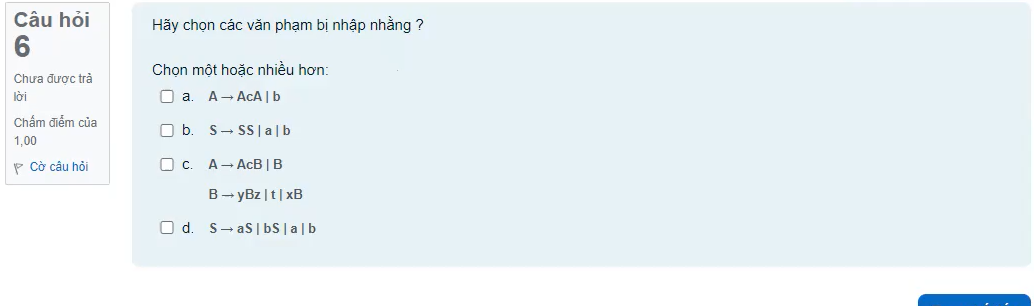 Câu hỏi
6
Chưa được trả
lời
Chấm điểm của
1,00
Cờ câu hỏi
Hãy chọn các văn phạm bị nhập nhằng ?
Chọn một hoặc nhiều hơn:
a. A → AcA | b
b. S → SS | a | b
c. A → AcB | B
B → yBz | t | xB
d. S → aS | bS | a | b